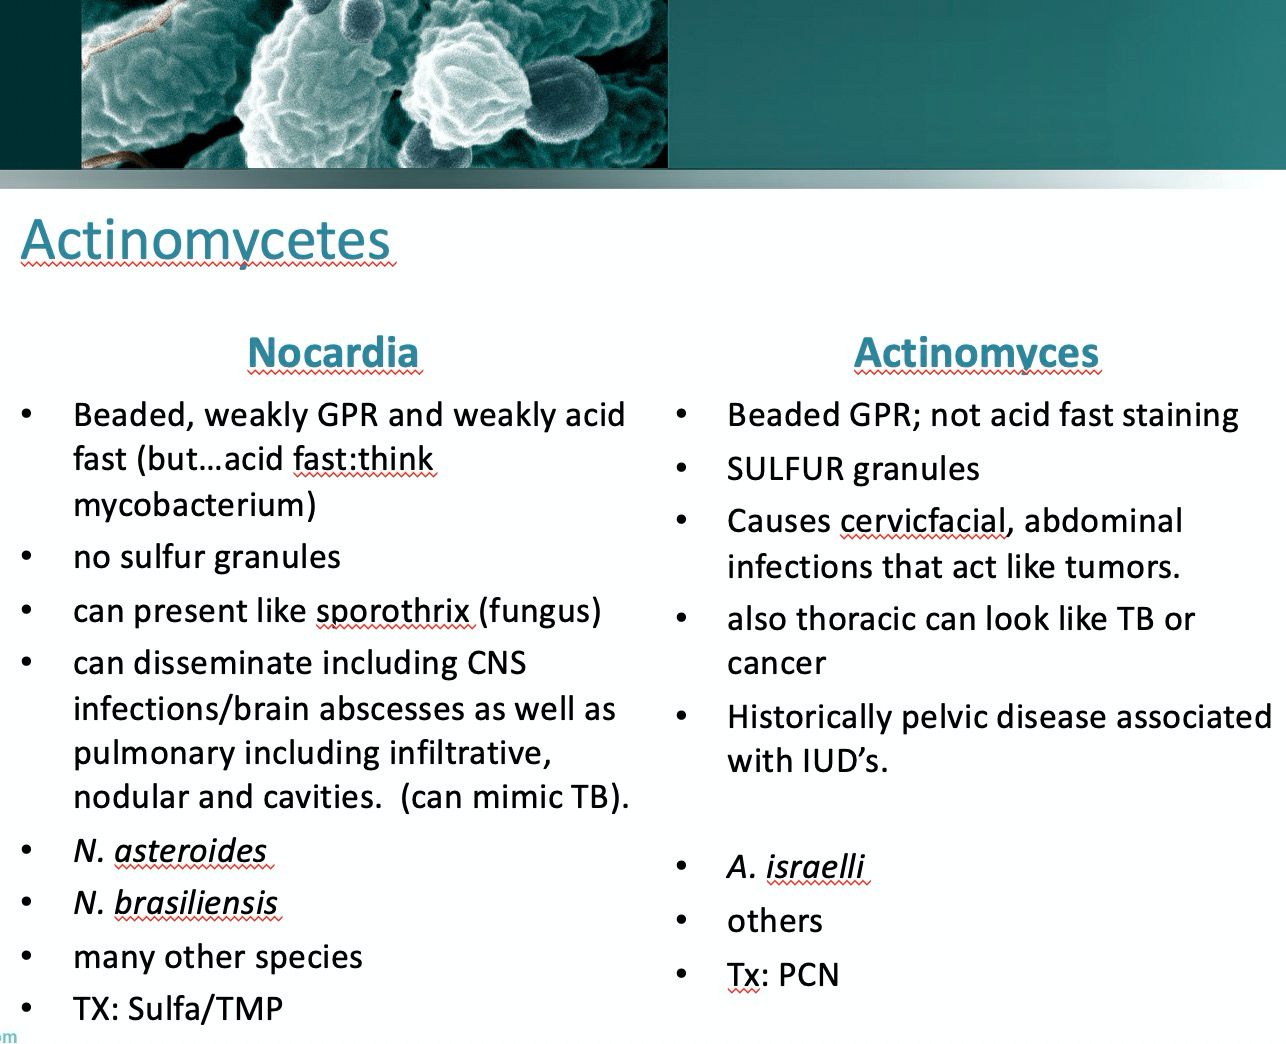 Actinomycetes
Nocardia
• Beaded, weakly GPR and weakly acid
fast (but...acid fast:think
mycobacterium)
• no sulfur granules
• can present like sporothrix (fungus)
• can disseminate including CNS
infections/brain abscesses as well as
pulmonary including infiltrative,
nodular and cavities.  (can mimic TB).
• N. asteroides
• N. brasiliensis
• many other species
• TX: Sulfa/TMP
Actinomyces
• Beaded GPR; not acid fast staining
• SULFUR granules
• Causes cervicfacial, abdominal
infections that act like tumors.
• also thoracic can look like TB or
cancer
• Historically pelvic disease associated
with IUD’s.
• A. israelli
• others
• Tx: PCN
om